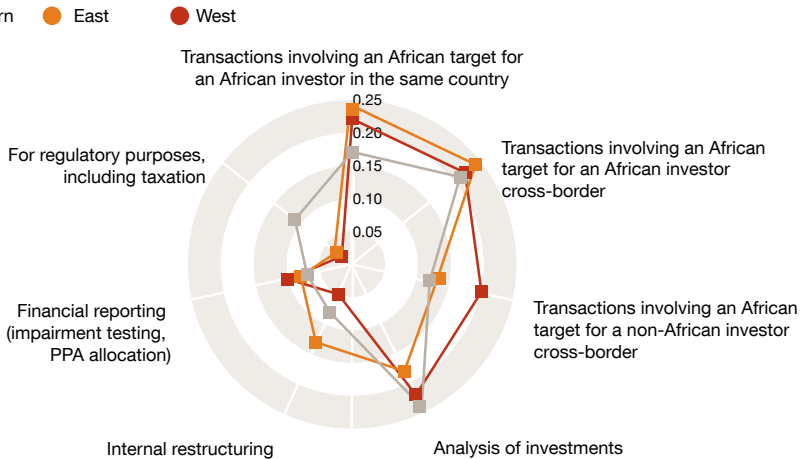 rn East West
Transactions involving an African target for
an African investor in the same country
0.25
0.20
0.15
0.10
0.05
Transactions involving an African
target for an African investor
cross-border
Transactions involving an African
target for a non-African investor
cross-border
Analysis of investments
Internal restructuring
Financial reporting
(impairment testing,
PPA allocation)
For regulatory purposes,
including taxation